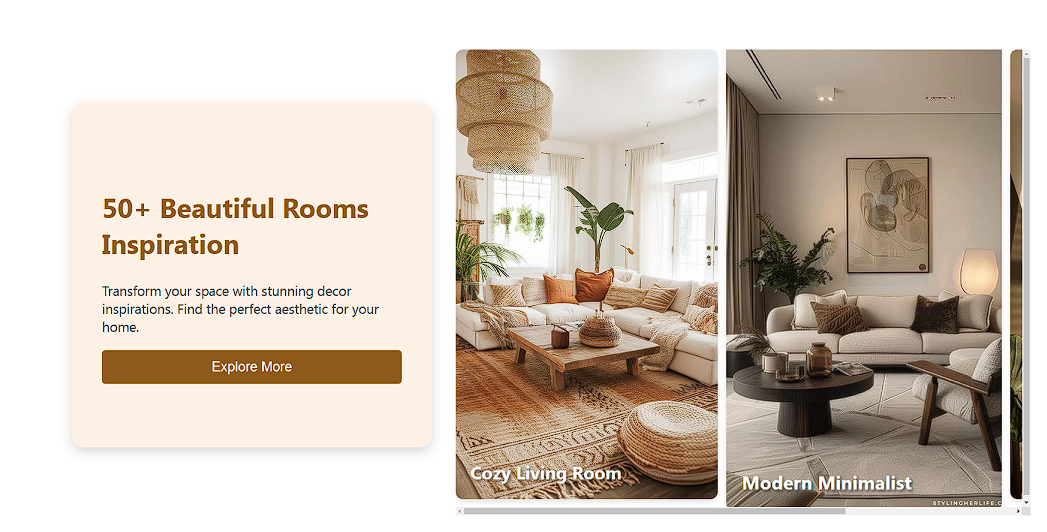 50+ Beautiful Rooms
Inspiration
Transform your space with stunning decor
inspirations. Find the perfect aesthetic for your
home.
Explore More
Cozy Living Room
Modern Minimalist
STYLINGHERLIFE.C